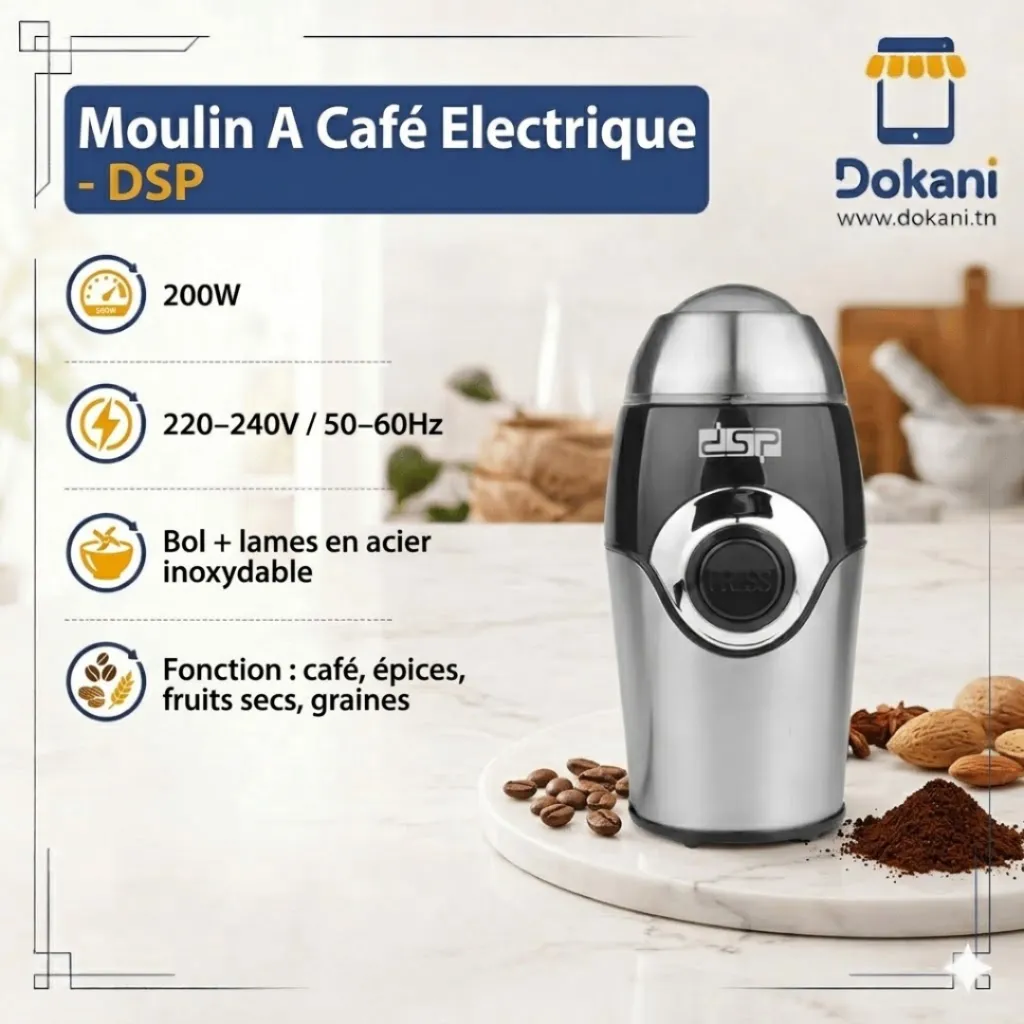 Moulin A Café Electrique
- DSP
Dokani
www.dokani.tn
200W
220–240V / 50–60Hz
Bol + lames en acier
inoxydable
Fonction : café, épices,
fruits secs, graines
dsp
PRESS